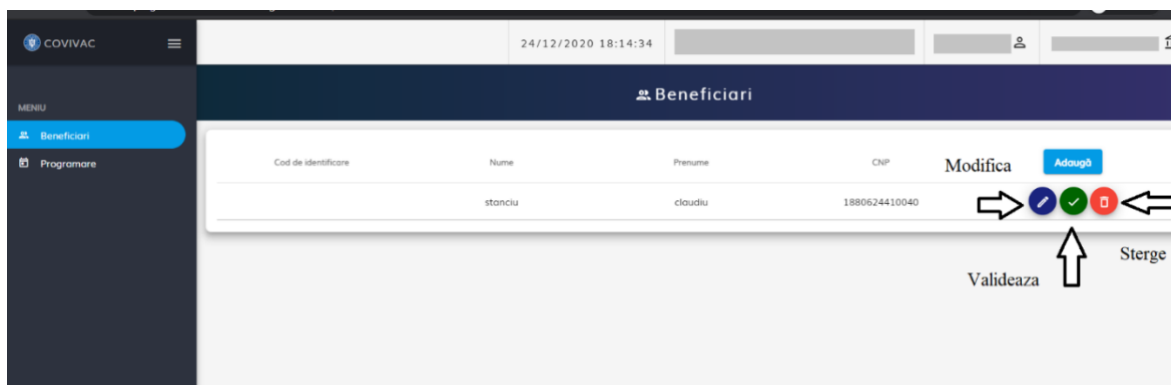 COVIVAC
24/12/2020 18:14:34
Beneficiari
MENIU
Beneficiari
Programare
Cod de identificare Nume Prenume CNP Modifica Adaugă
stanciu claudiu 1880624410040
Sterge
Valideaza